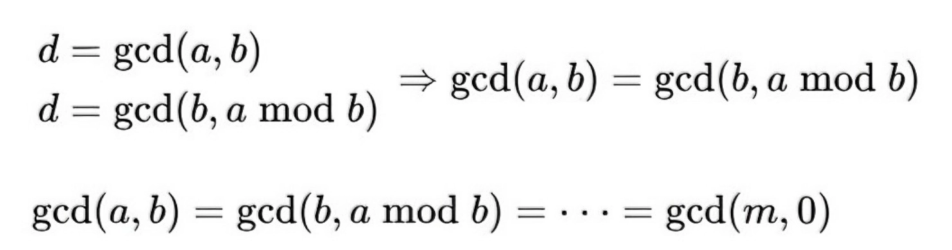 d = gcd(a, b)
d = gcd(b, a mod b)
⇒ gcd(a, b) = gcd(b, a mod b)
gcd(a, b) = gcd(b, a mod b) = ··· = gcd(m, 0)